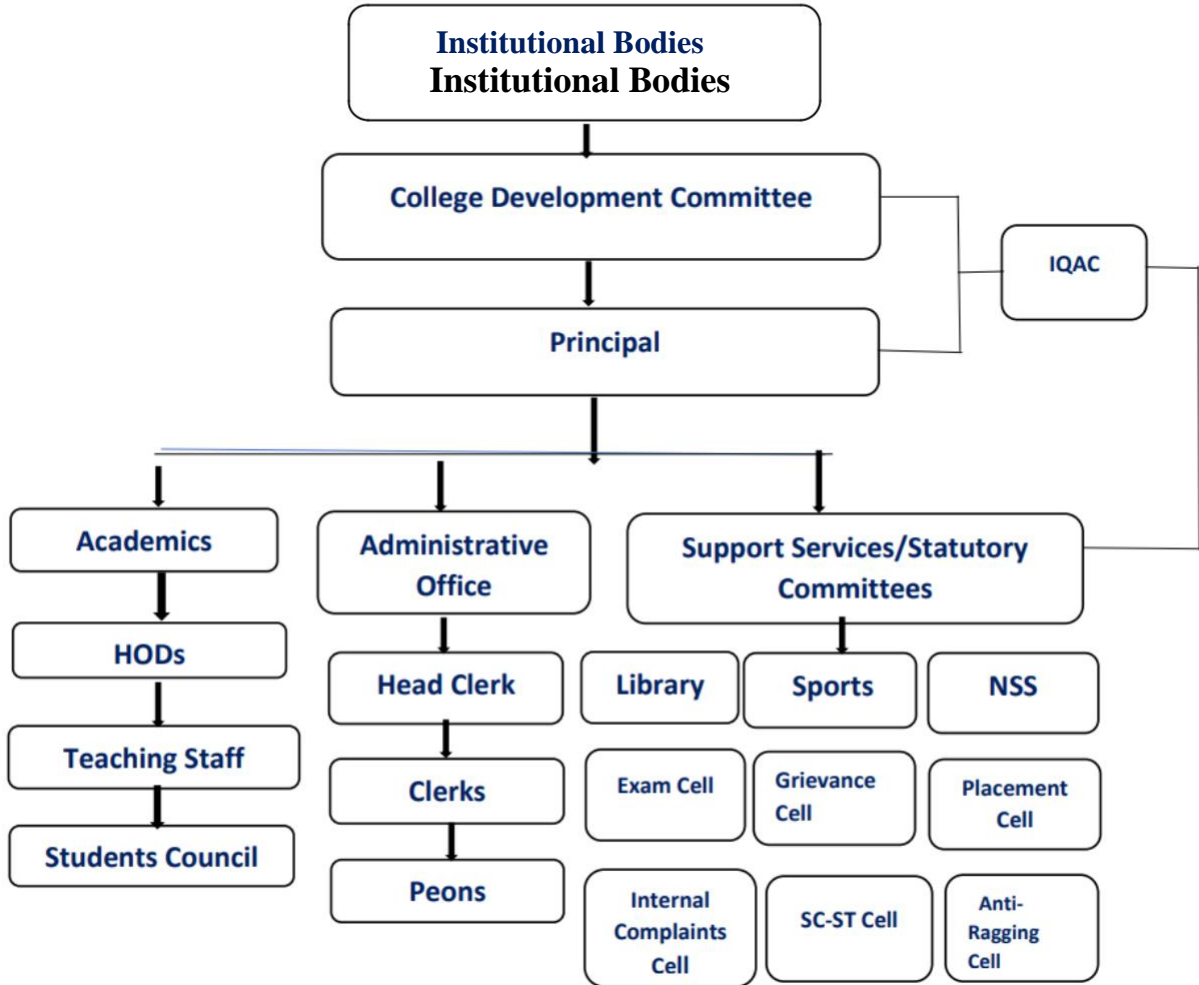 Institutional Bodies
Institutional Bodies
College Development Committee
IQAC
Principal
Academics
Administrative
Office
Support Services/Statutory
Committees
HODs
Head Clerk
Library
Sports
NSS
Teaching Staff
Clerks
Exam Cell
Grievance
Cell
Placement
Cell
Students Council
Peons
Internal
Complaints
Cell
SC-ST Cell
Anti-
Ragging
Cell